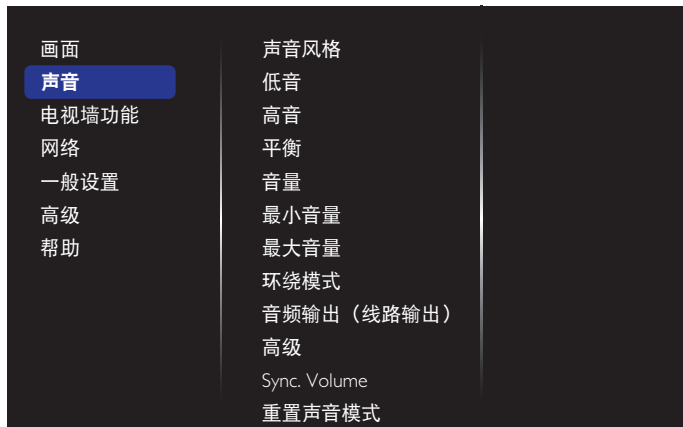 画面
声音
电视墙功能
网络
一般设置
高级
帮助
声音风格
低音
高音
平衡
音量
最小音量
最大音量
环绕模式
音频输出（线路输出）
高级
Sync. Volume
重置声音模式